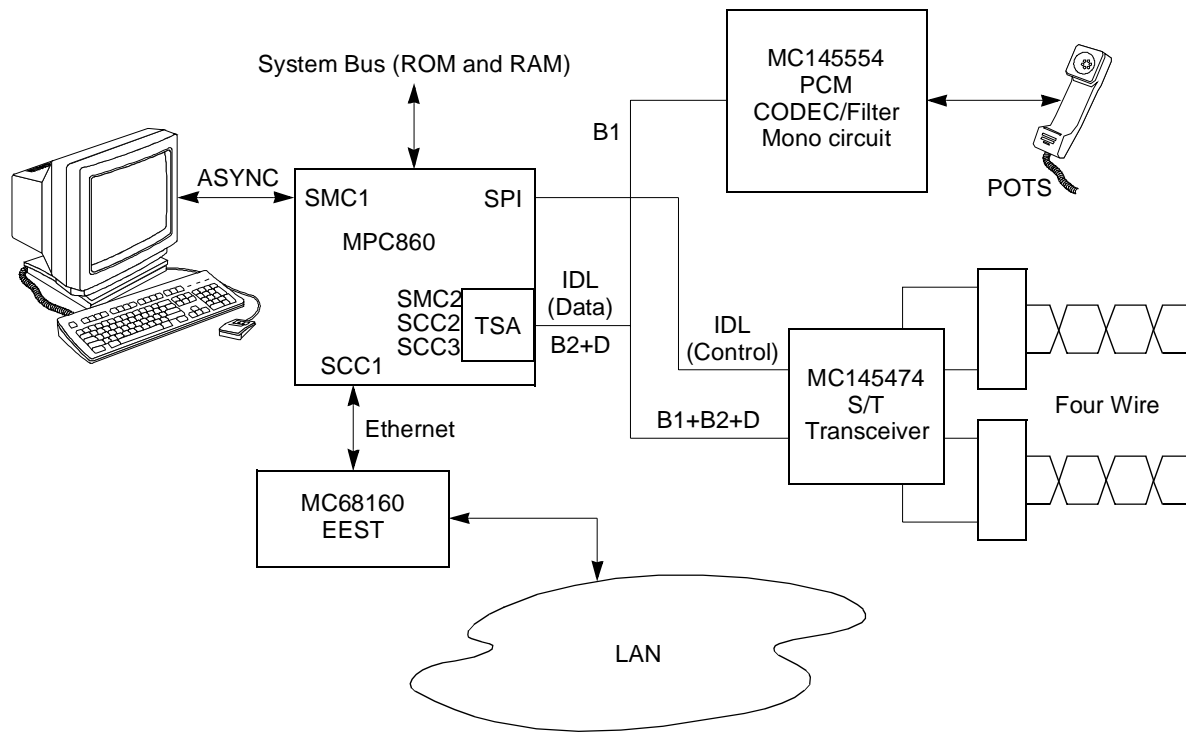 System Bus (ROM and RAM)
MC145554
PCM
CODEC/Filter
Mono circuit
B1
POTS
ASYNC
SMC1
SPI
MPC860
IDL
(Data)
SMC2
SCC2
SCC3
TSA
B2+D
SCC1
IDL
(Control)
MC145474
S/T
Transceiver
Four Wire
B1+B2+D
Ethernet
MC68160
EEST
LAN